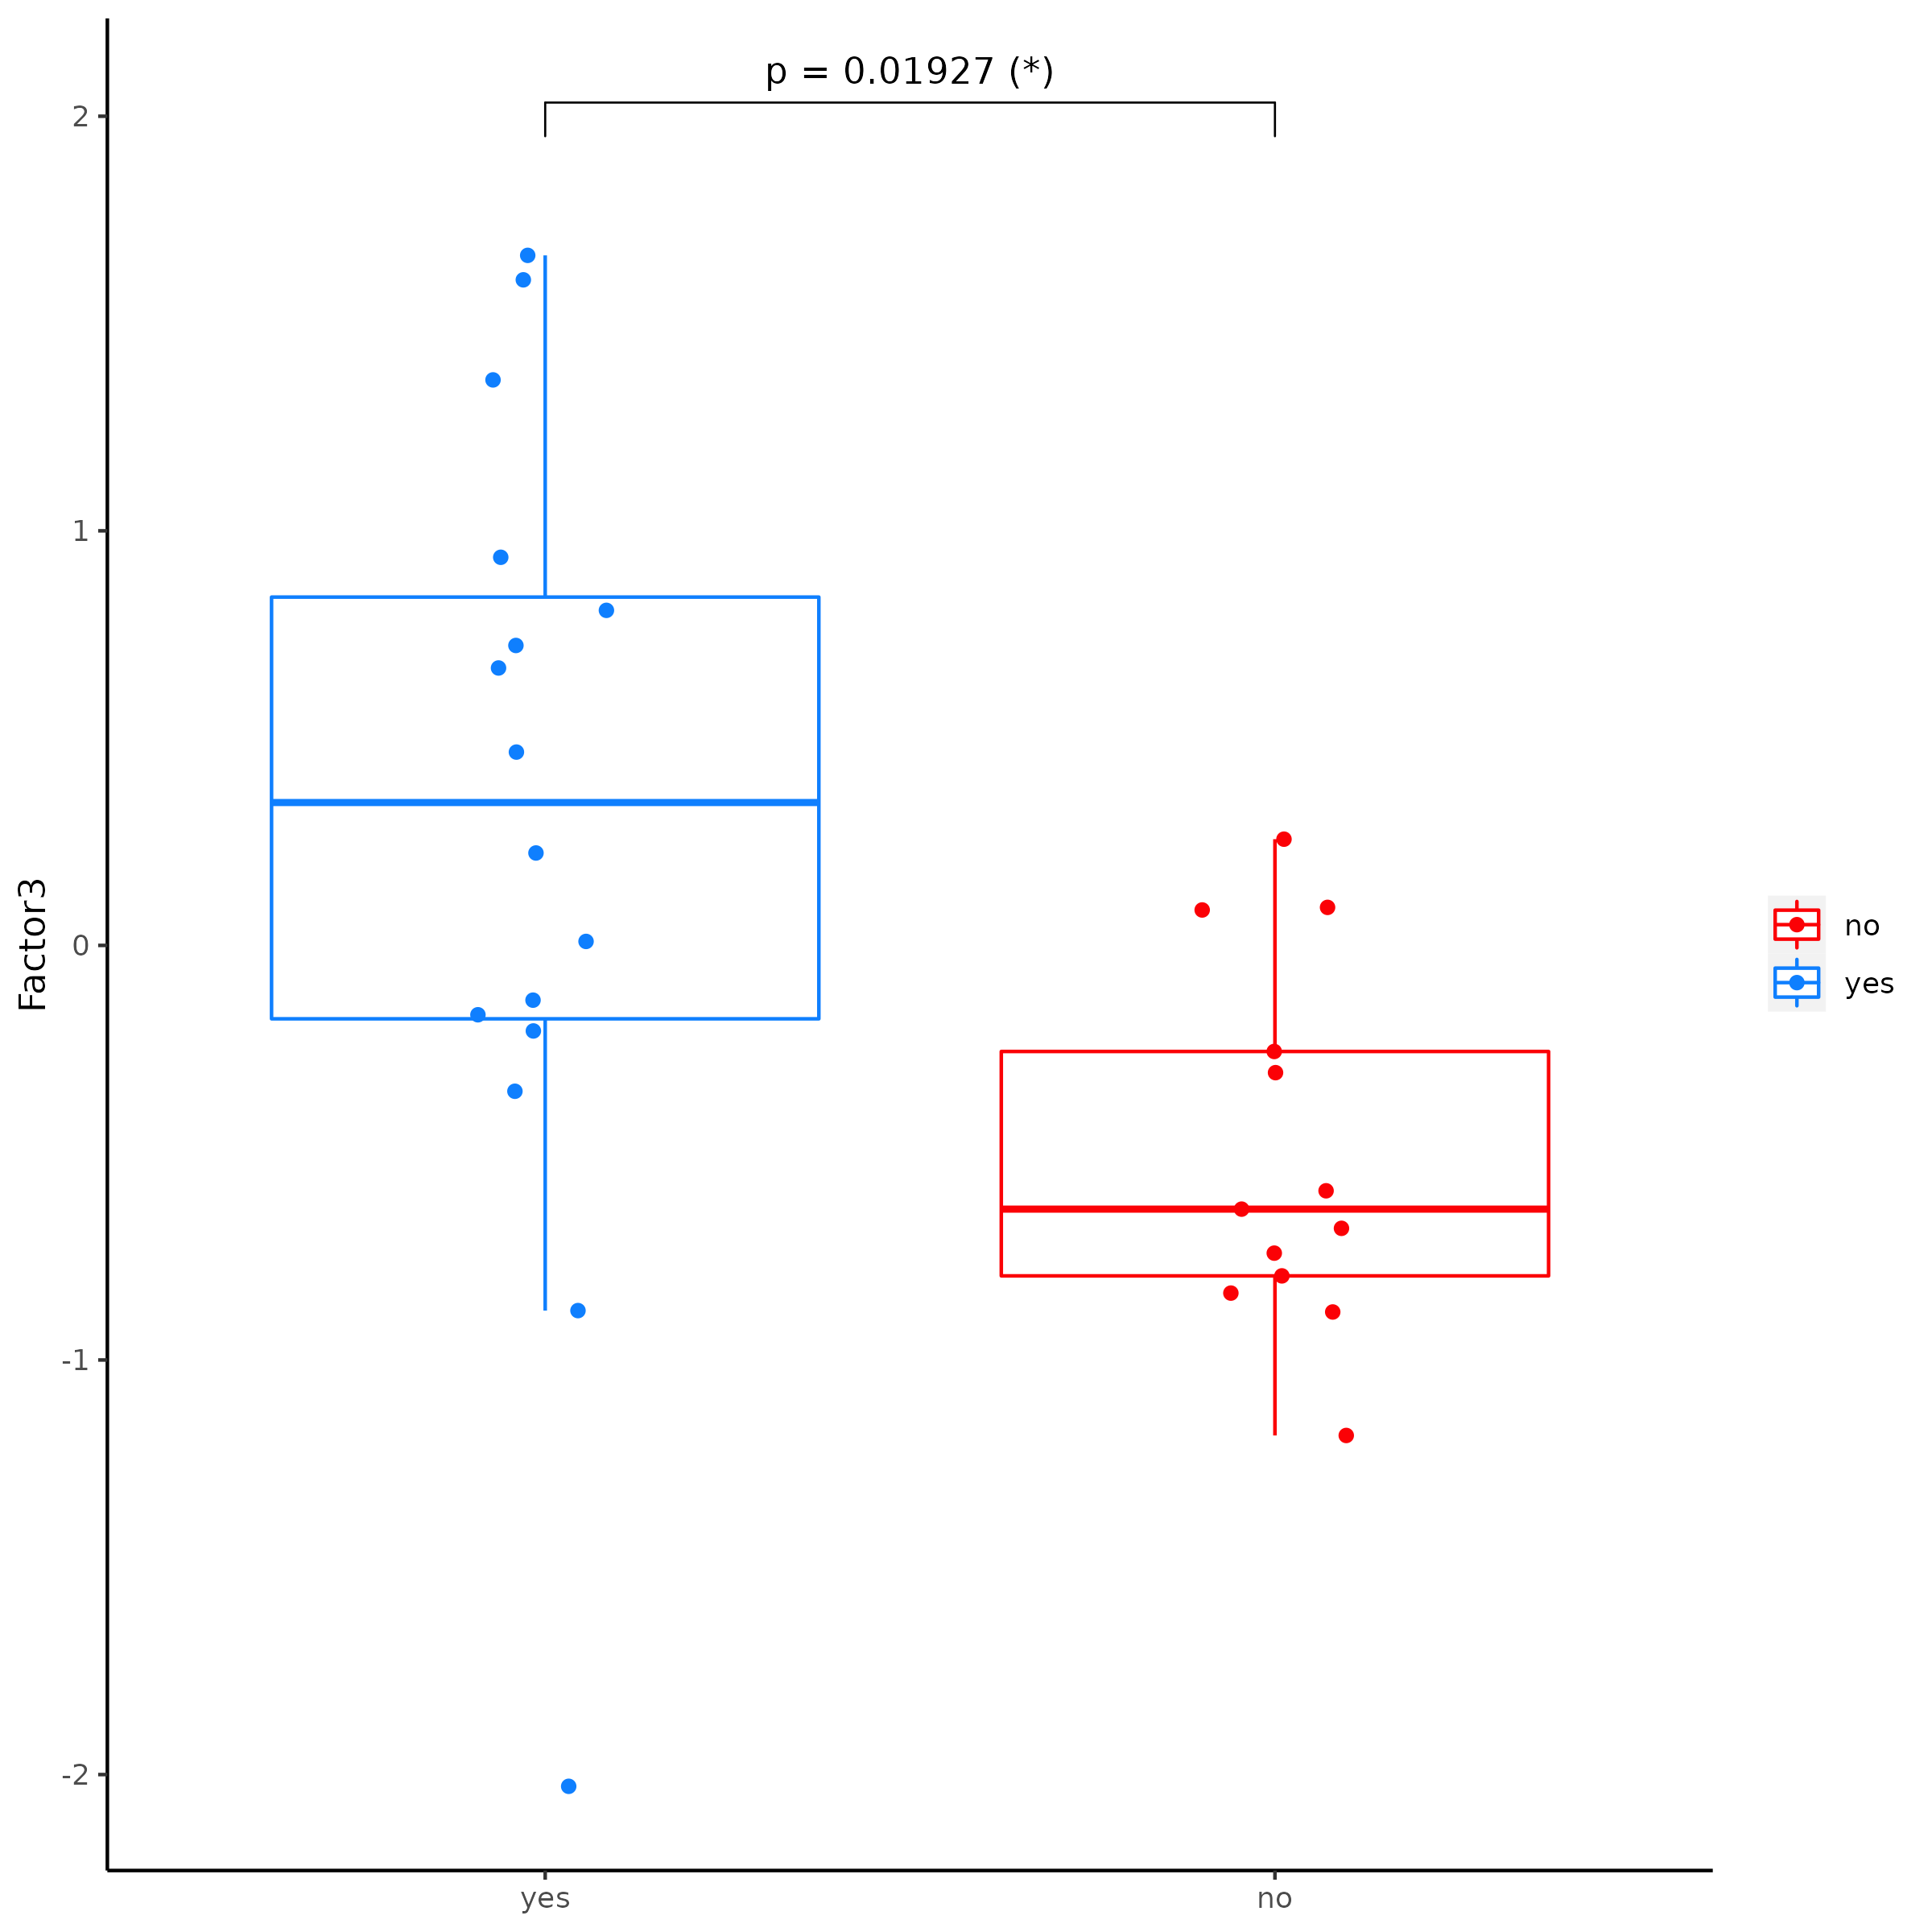 p = 0.01927 (*)
2
1
0
-1
-2
Factor3
yes
no
no
yes